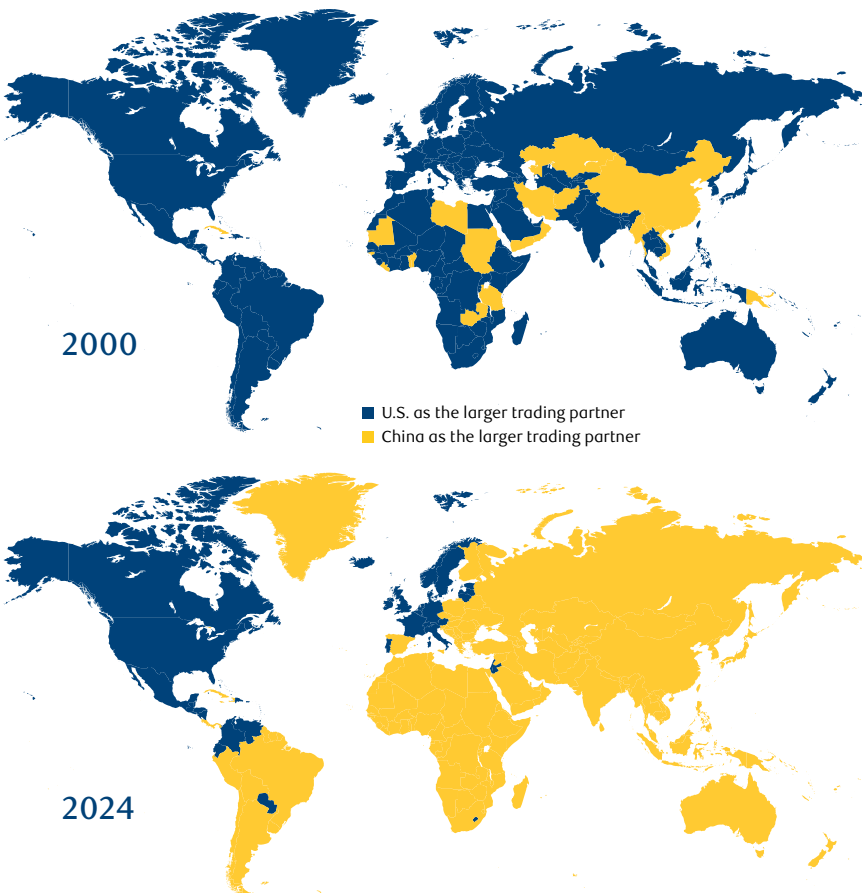 2000
U.S. as the larger trading partner
China as the larger trading partner
2024